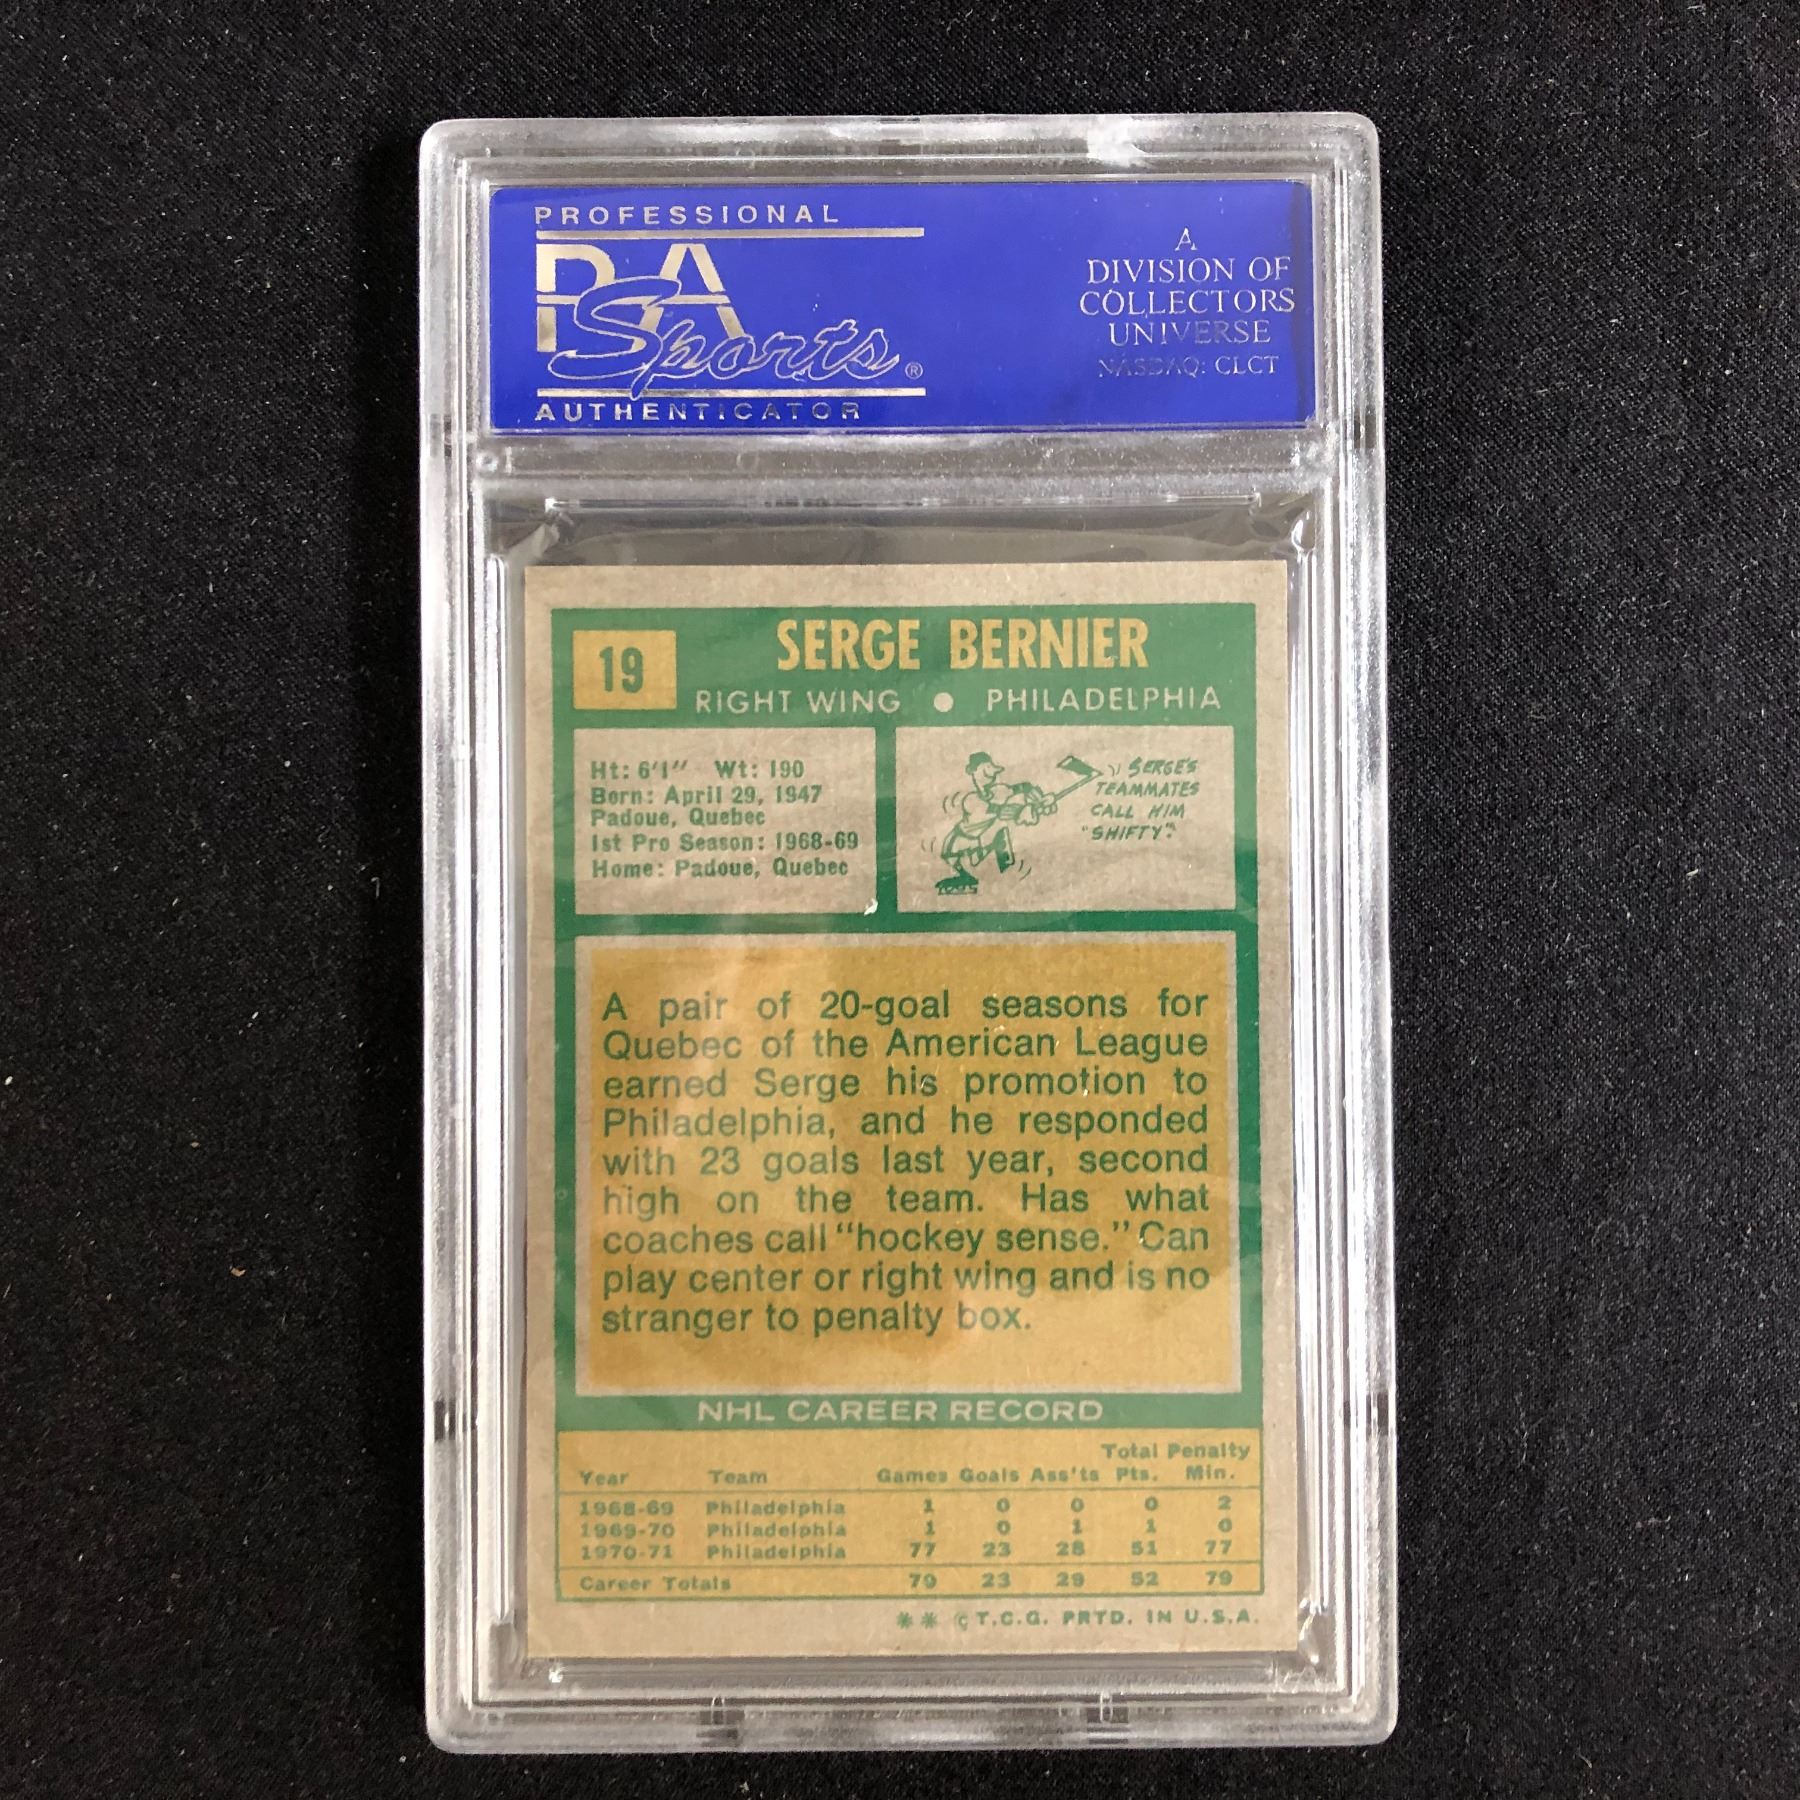 PROFESSIONAL
PSA
Sports®
AUTHENTICATOR
A
DIVISION OF
COLLECTORS
UNIVERSE
NASDAQ: CLCT
19
SERGE BERNIER
RIGHT WING • PHILADELPHIA
Ht: 6'1" Wt: 190
Born: April 29, 1947
Padoue, Quebec
1st Pro Season: 1968-69
Home: Padoue, Quebec
SERGE'S
TEAMMATES
CALL HIM
"SHIFTY".
A pair of 20-goal seasons for
Quebec of the American League
earned Serge his promotion to
Philadelphia, and he responded
with 23 goals last year, second
high on the team. Has what
coaches call "hockey sense." Can
play center or right wing and is no
stranger to penalty box.
NHL CAREER RECORD
Total Penalty
Year Team Games Goals Ass'ts Pts. Min.
1968-69 Philadelphia 1 0 0 0 2
1969-70 Philadelphia 1 0 1 1 0
1970-71 Philadelphia 77 23 28 51 77
Career Totals 79 23 29 52 79
** © T.C.G. PRTD. IN U.S.A.